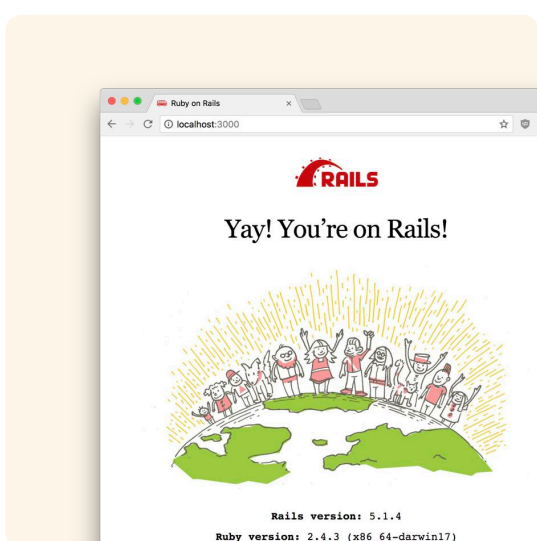 Ruby on Rails
localhost:3000
RAILS
Yay! You’re on Rails!
Rails version: 5.1.4
Ruby version: 2.4.3 (x86_64-darwin17)